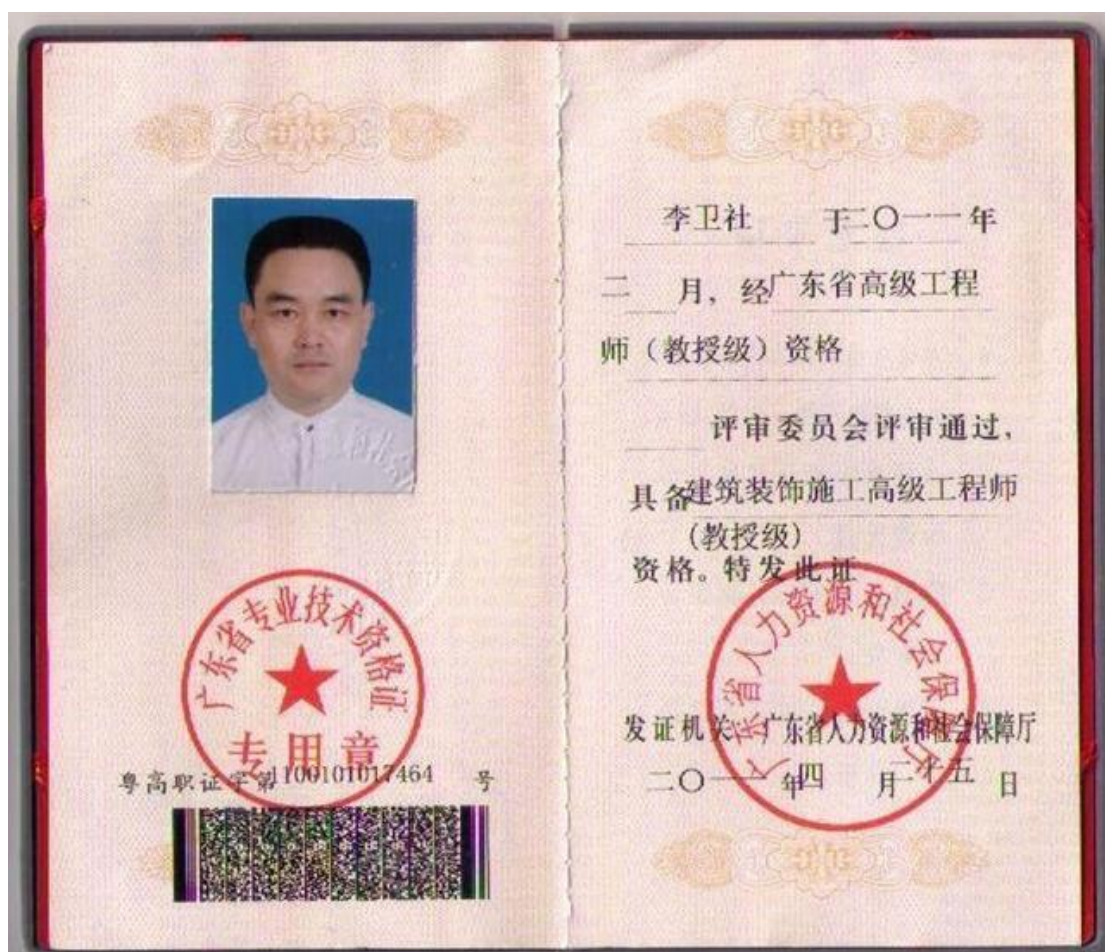 广东省专业技术资格证
专用章
粤高职证字第1100101017464号
李卫社 于二〇一一年
二 月，经广东省高级工程
师（教授级）资格
评审委员会评审通过，
具备建筑装饰施工高级工程师
(教授级)
资格。特发此证
广东省人力资源和社会保障厅
发证机关 广东省人力资源和社会保障厅
二〇一一年四月二十五日